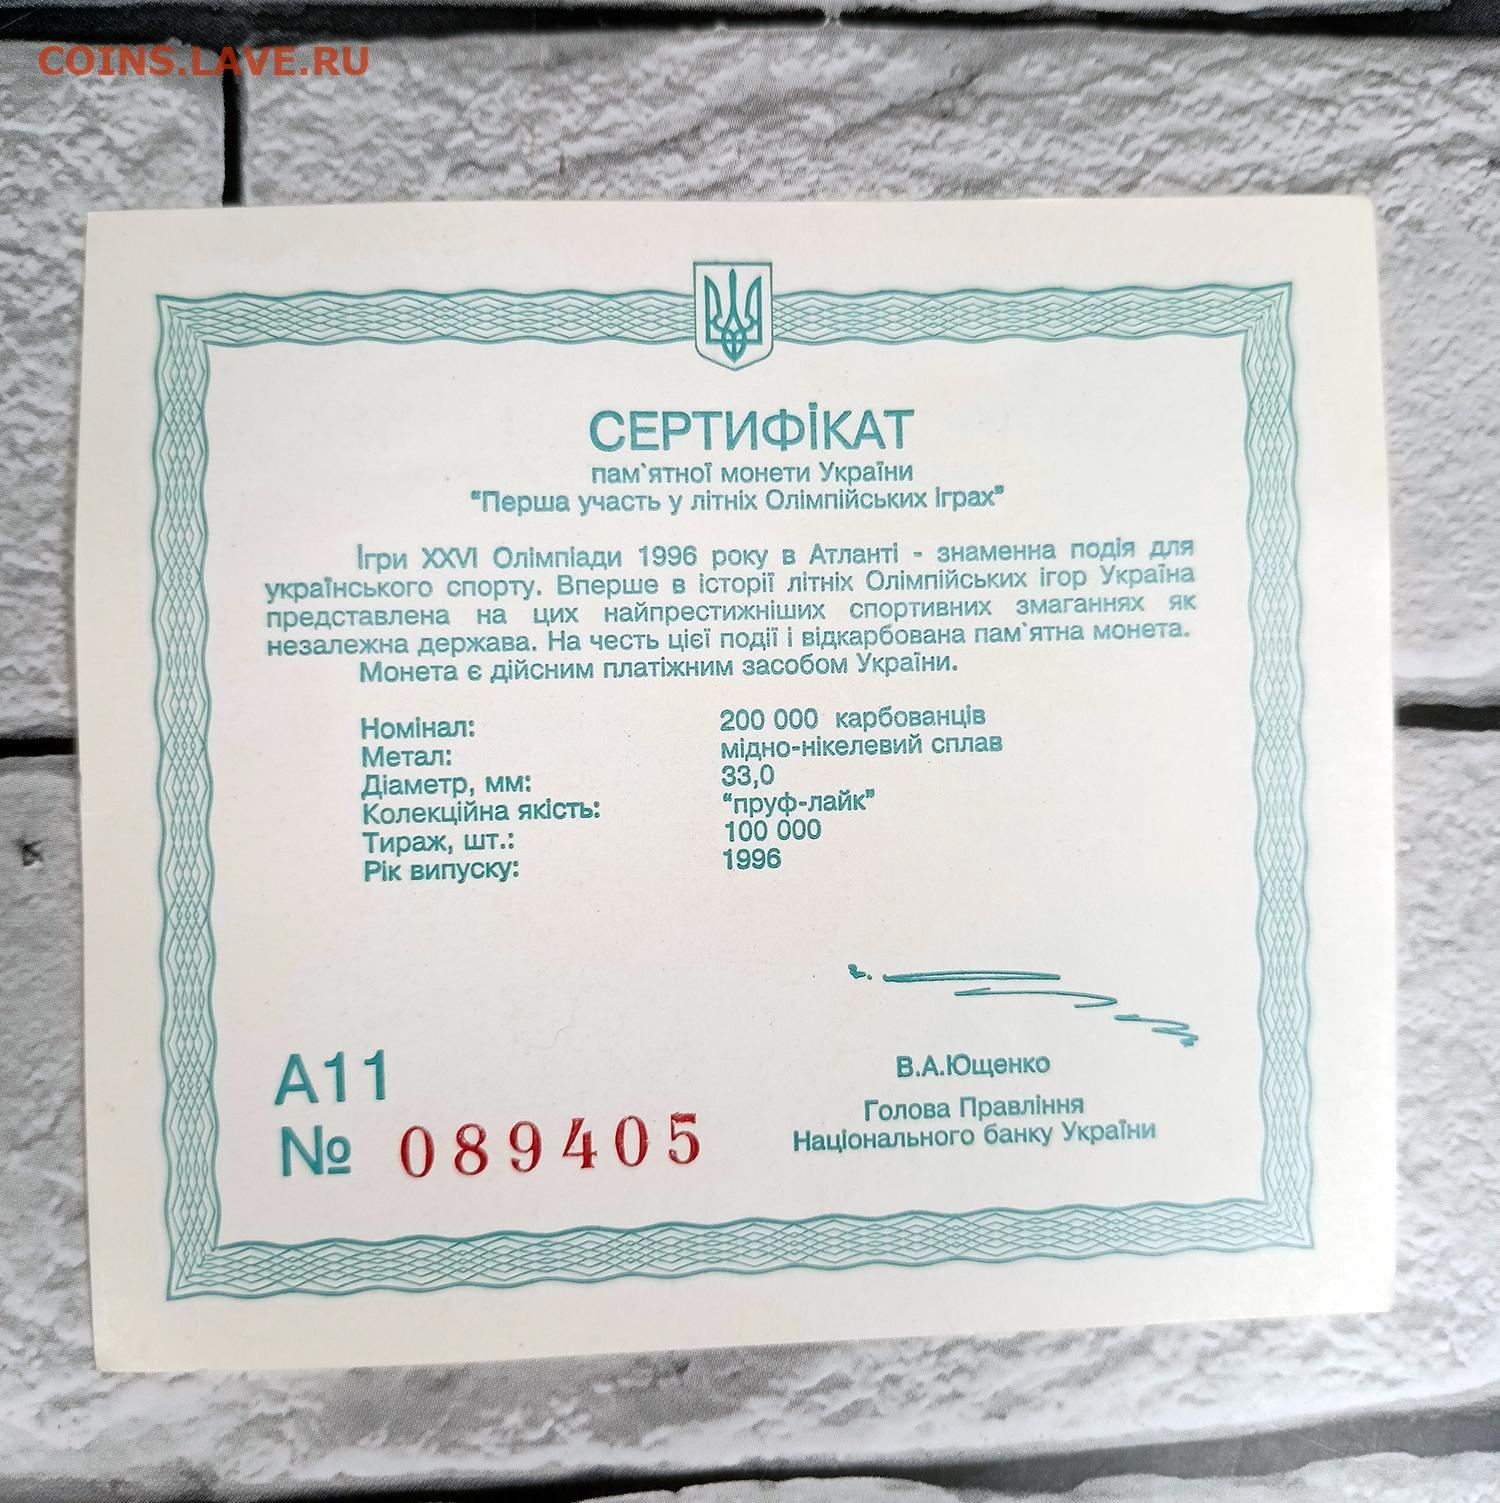 COINS.LAVE.RU
СЕРТИФІКАТ
пам`ятної монети України
“Перша участь у літніх Олімпійських іграх”
Ігри XXVI Олімпіади 1996 року в Атланті - знаменна подія для
українського спорту. Вперше в історії літніх Олімпійських ігор Україна
представлена на цих найпрестижніших спортивних змаганнях як
незалежна держава. На честь цієї події і відкарбована пам`ятна монета.
Монета є дійсним платіжним засобом України.
Номінал: 200 000 карбованців
Метал: мідно-нікелевий сплав
Діаметр, мм: 33,0
Колекційна якість: “пруф-лайк”
Тираж, шт.: 100 000
Рік випуску: 1996
В.А.Ющенко
Голова Правління
Національного банку України
А11
№ 089405